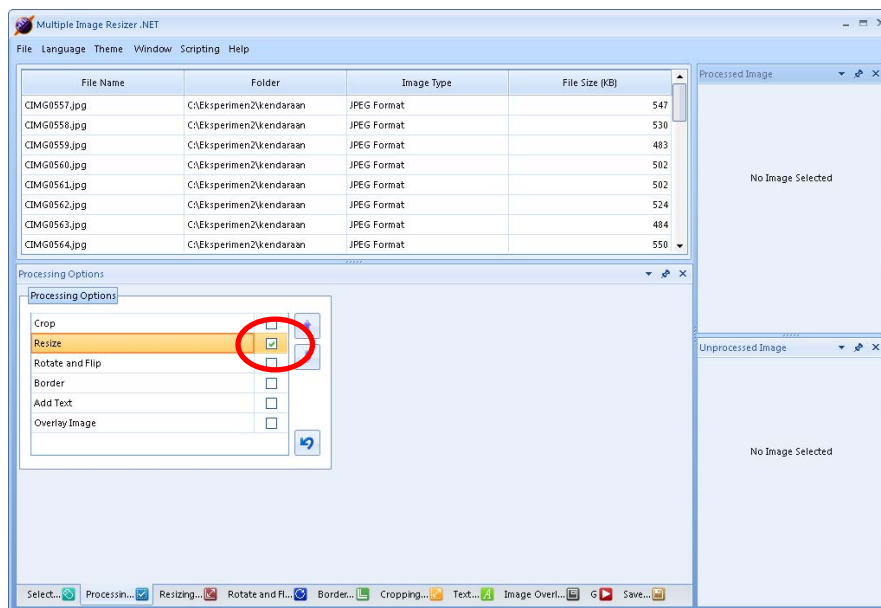 Multiple Image Resizer .NET
File Language Theme Window Scripting Help
File Name Folder Image Type File Size (KB)
CIMG0557.jpg C:\Eksperimen2\kendaraan JPEG Format 547
CIMG0558.jpg C:\Eksperimen2\kendaraan JPEG Format 530
CIMG0559.jpg C:\Eksperimen2\kendaraan JPEG Format 483
CIMG0560.jpg C:\Eksperimen2\kendaraan JPEG Format 502
CIMG0561.jpg C:\Eksperimen2\kendaraan JPEG Format 502
CIMG0562.jpg C:\Eksperimen2\kendaraan JPEG Format 524
CIMG0563.jpg C:\Eksperimen2\kendaraan JPEG Format 484
CIMG0564.jpg C:\Eksperimen2\kendaraan JPEG Format 550
Processed Image
No Image Selected
Processing Options
Processing Options
Crop
Resize
Rotate and Flip
Border
Add Text
Overlay Image
Unprocessed Image
No Image Selected
Select... Processin... Resizing... Rotate and Fl... Border... Cropping... Text... Image Overl... G Save...